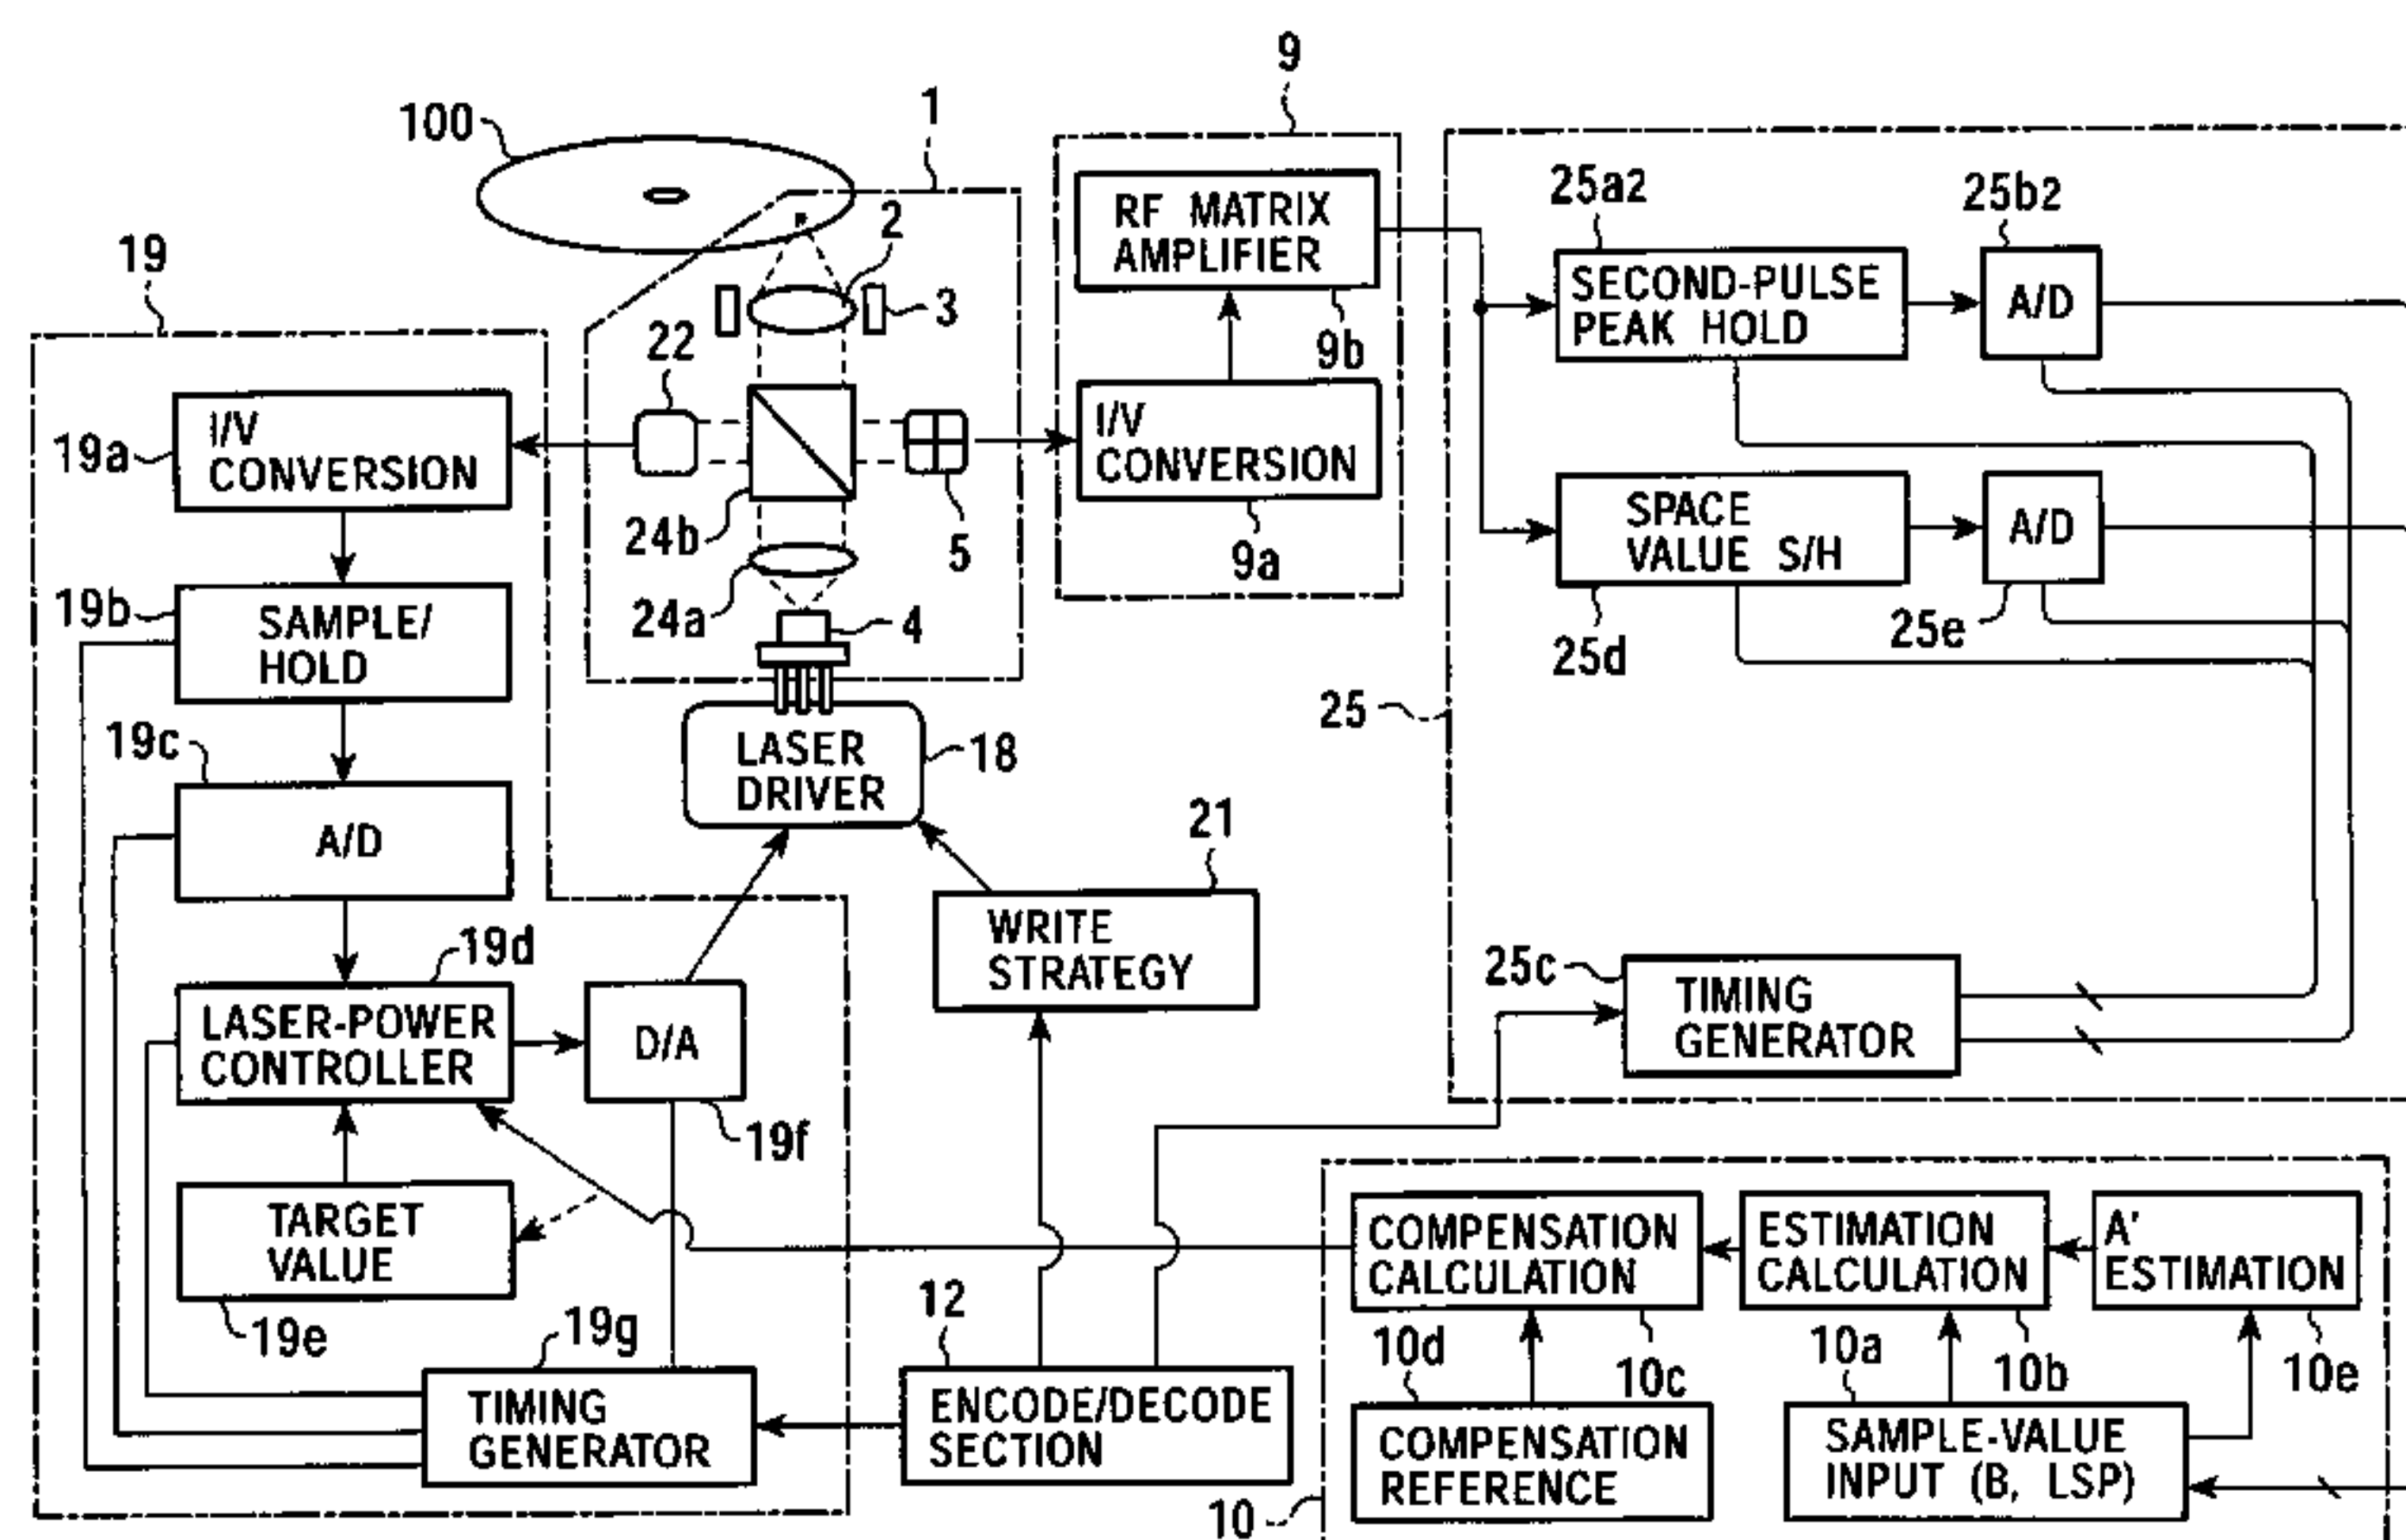 9
1
100
25a2
25b2
RF MATRIX
AMPLIFIER
2
19
SECOND-PULSE
PEAK HOLD
A/D
3
22
9b
I/V
CONVERSION
19a
I/V
CONVERSION
SPACE
VALUE S/H
A/D
24b
5
9a
19b
SAMPLE/
HOLD
24a
4
25d
25e
25
19c
LASER
DRIVER
18
A/D
21
19d
WRITE
STRATEGY
25c
TIMING
GENERATOR
LASER-POWER
CONTROLLER
D/A
19f
TARGET
VALUE
COMPENSATION
CALCULATION
ESTIMATION
CALCULATION
A'
ESTIMATION
19e
19g
12
10d
10c
10a
10b
10e
TIMING
GENERATOR
ENCODE/DECODE
SECTION
COMPENSATION
REFERENCE
SAMPLE-VALUE
INPUT (B, LSP)
10